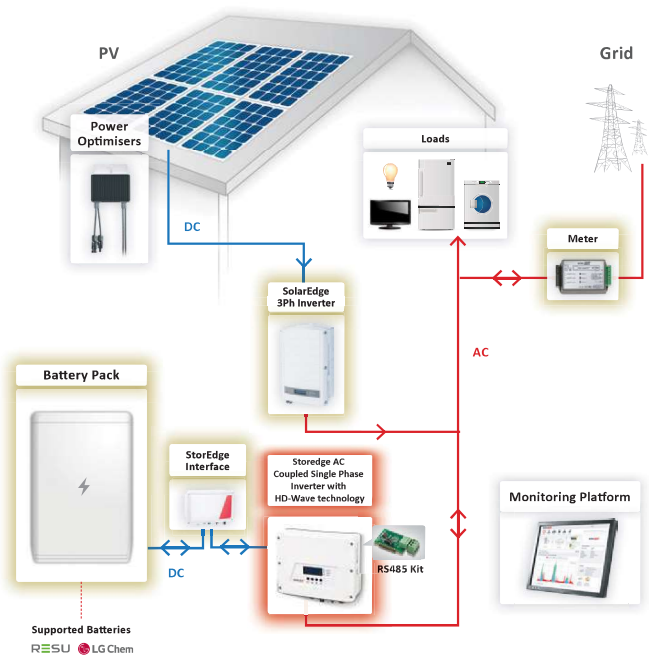 PV
Grid
Power
Optimisers
Loads
DC
Meter
SolarEdge
3Ph Inverter
AC
Battery Pack
StorEdge
Interface
Storedge AC
Coupled Single Phase
Inverter with
HD-Wave technology
Monitoring Platform
RS485 Kit
DC
Supported Batteries
RESU LG Chem